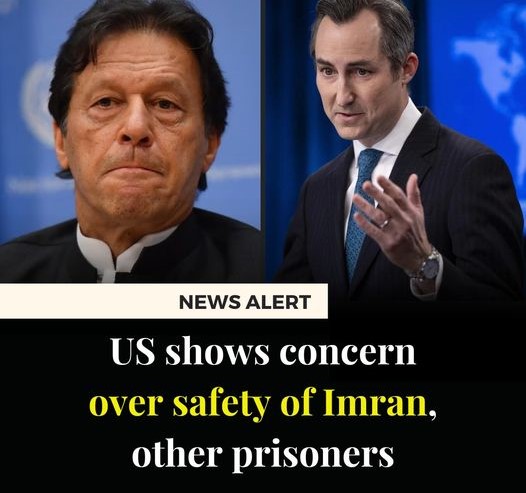 NEWS ALERT
US shows concern
over safety of Imran,
other prisoners